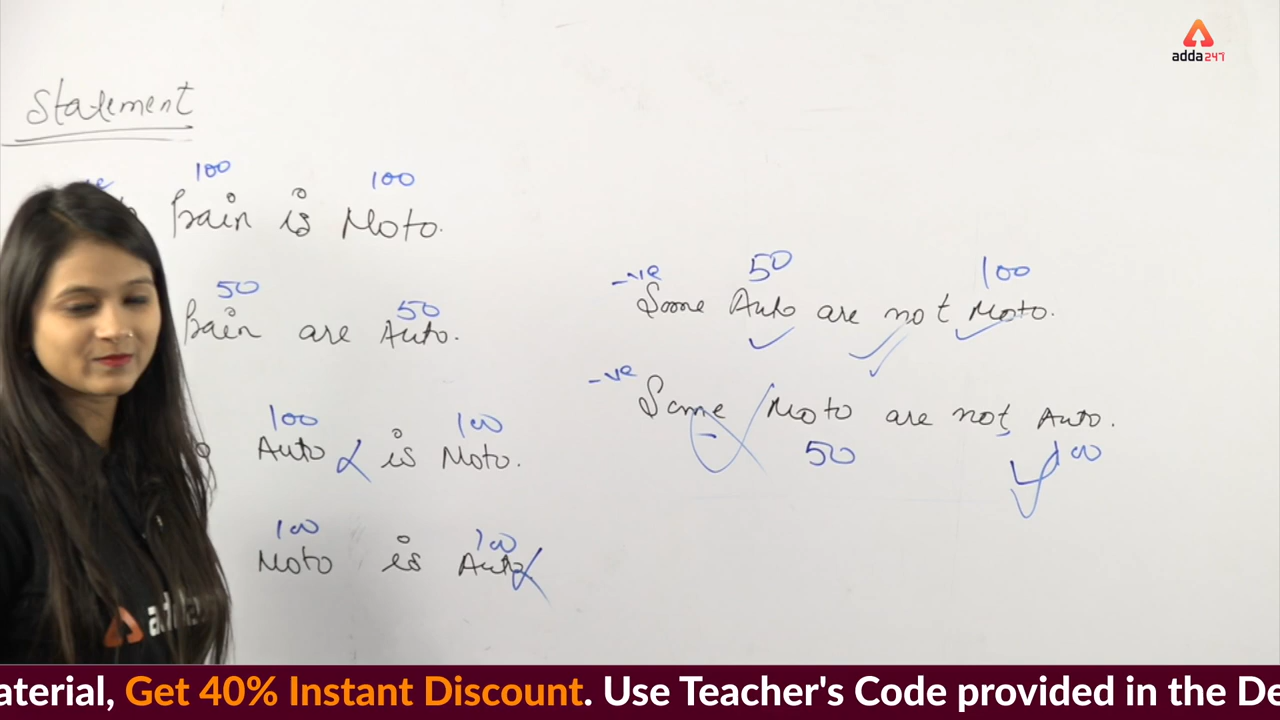 adda247
Statement
100 100
Bain is Moto.
50 50
Bain are Auto.
100 100
Auto is Moto.
100 100
Moto is Auto
-ve 50 100
Some Auto are not Moto.
-ve
Some Moto are not Auto.
50 100
aterial, Get 40% Instant Discount. Use Teacher's Code provided in the De